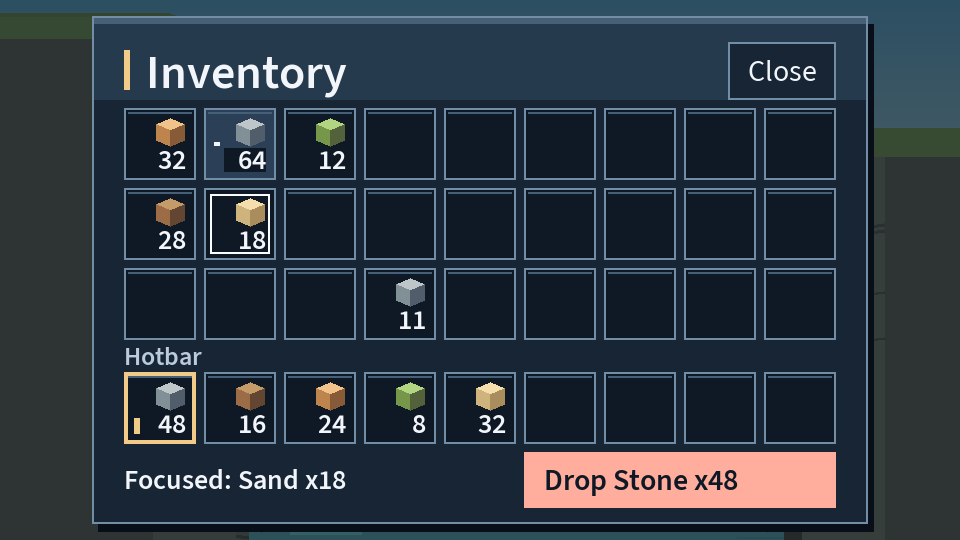 Inventory
Close
32 64 12
28 18
11
Hotbar
48 16 24 8 32
Focused: Sand x18
Drop Stone x48